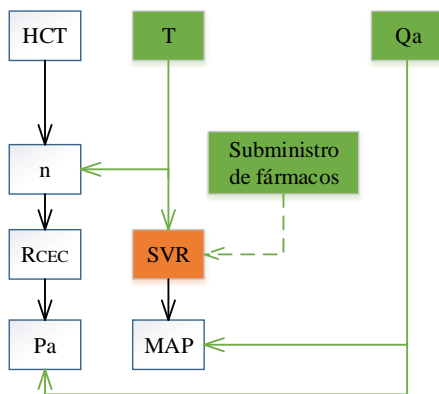 HCT
T
Qa
n
Subministro
de fármacos
RCEC
SVR
Pa
MAP